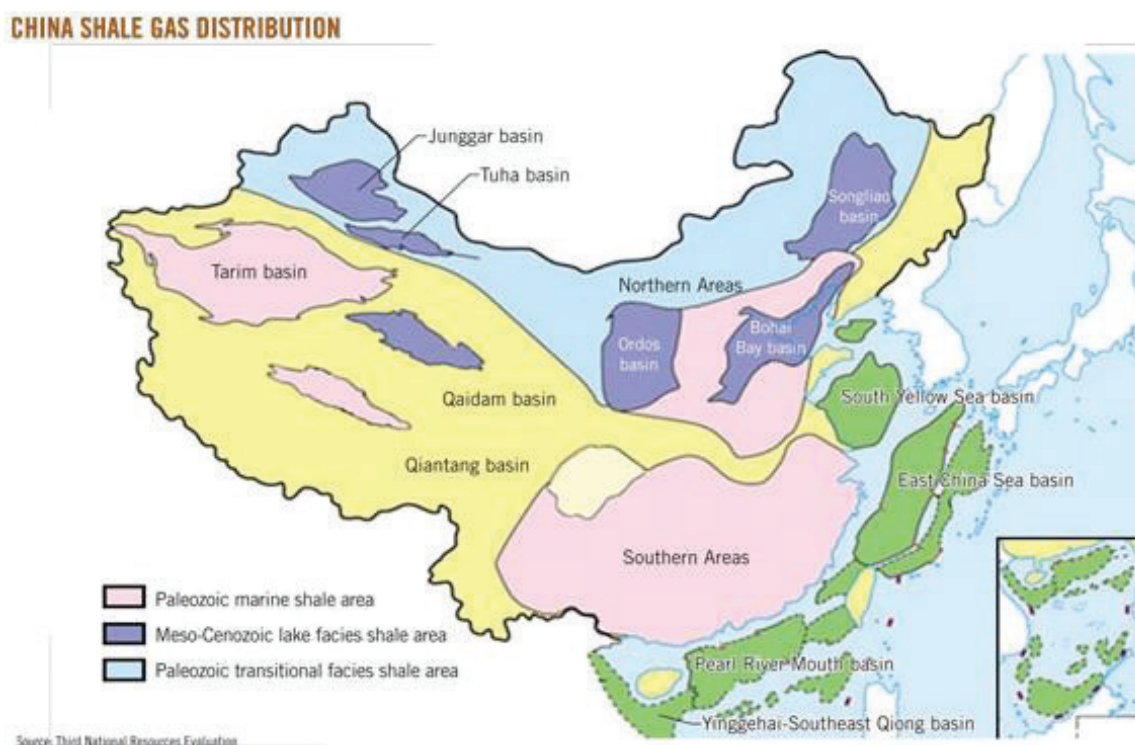 CHINA SHALE GAS DISTRIBUTION
Junggar basin
Tuha basin
Songliao
basin
Tarim basin
Northern Areas
Ordos
basin
Bohai
Bay basin
Qaidam basin
South Yellow Sea basin
Qiantang basin
East China Sea basin
Southern Areas
Paleozoic marine shale area
Meso-Cenozoic lake facies shale area
Paleozoic transitional facies shale area
Pearl River Mouth basin
Yinggehai-Southeast Qiong basin
Source: Third National Resources Evaluation